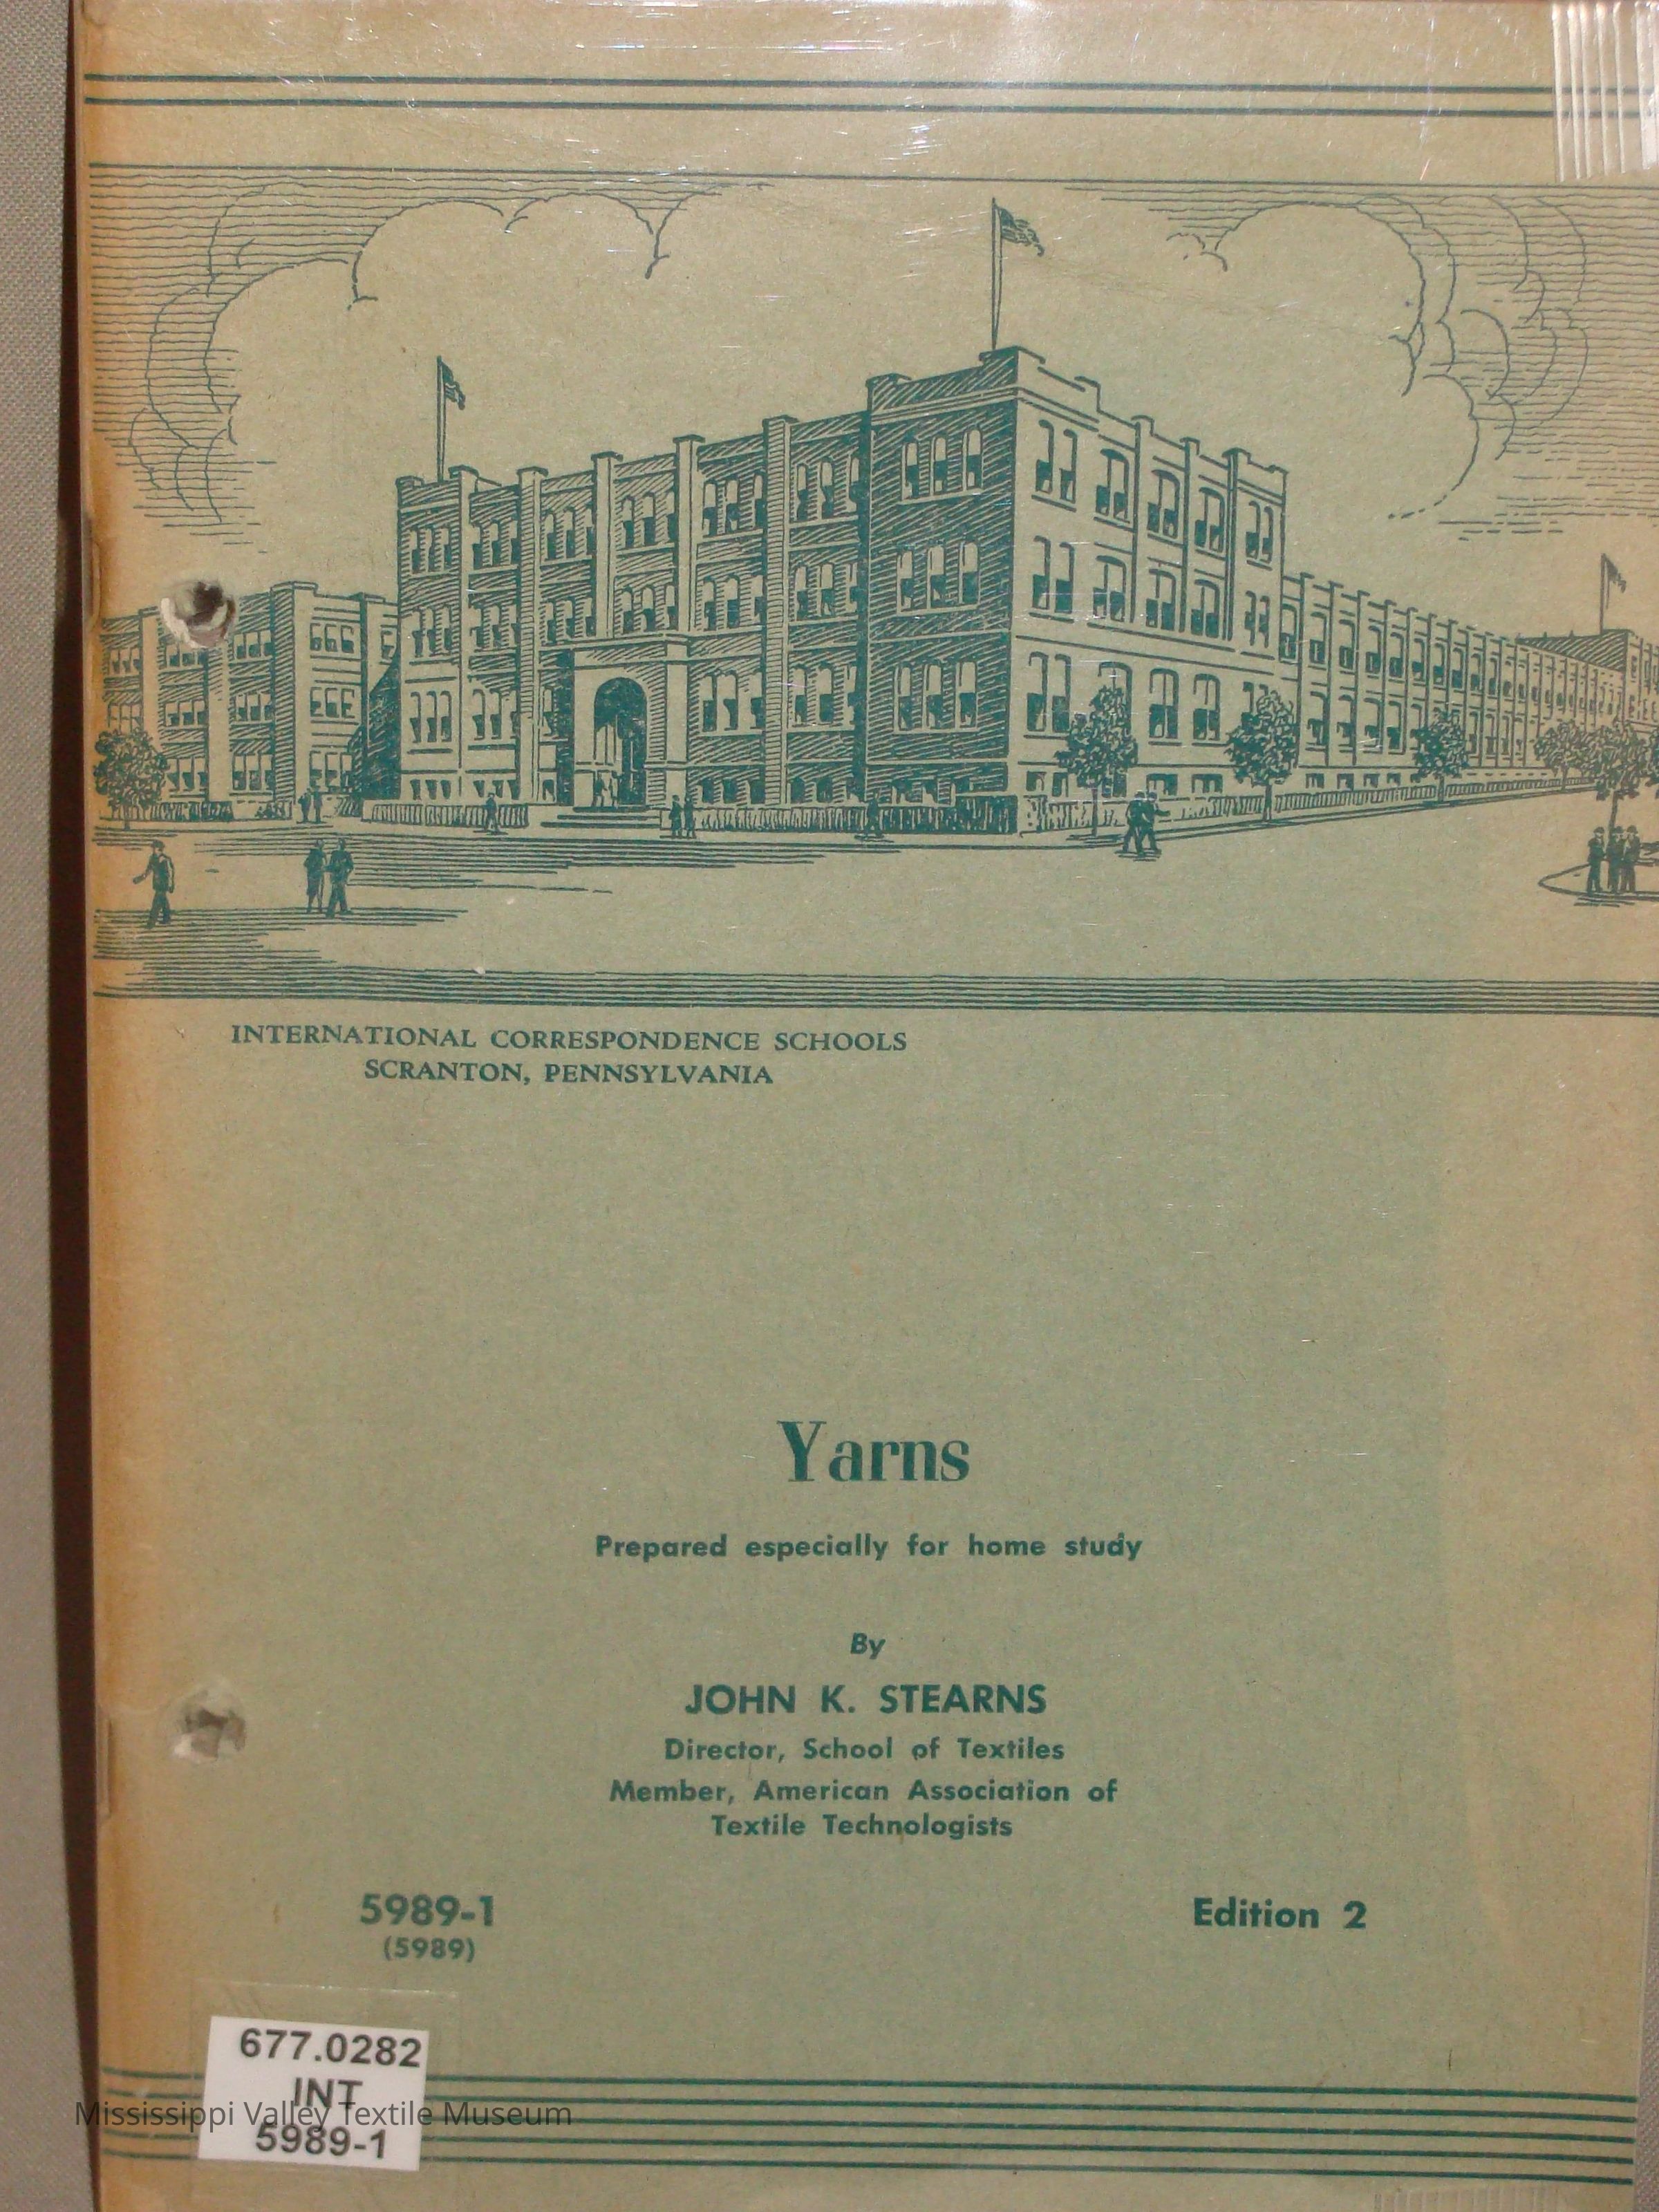 INTERNATIONAL CORRESPONDENCE SCHOOLS
SCRANTON, PENNSYLVANIA
Yarns
Prepared especially for home study
By
JOHN K. STEARNS
Director, School of Textiles
Member, American Association of
Textile Technologists
5989-1
(5989)
Edition 2
677.0282
INT
5989-1
Mississippi Valley Textile Museum